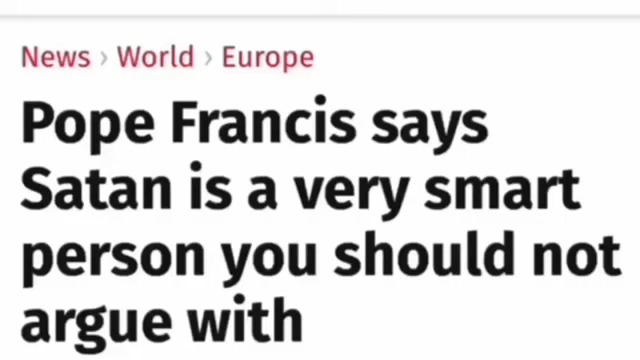 News › World › Europe
Pope Francis says
Satan is a very smart
person you should not
argue with